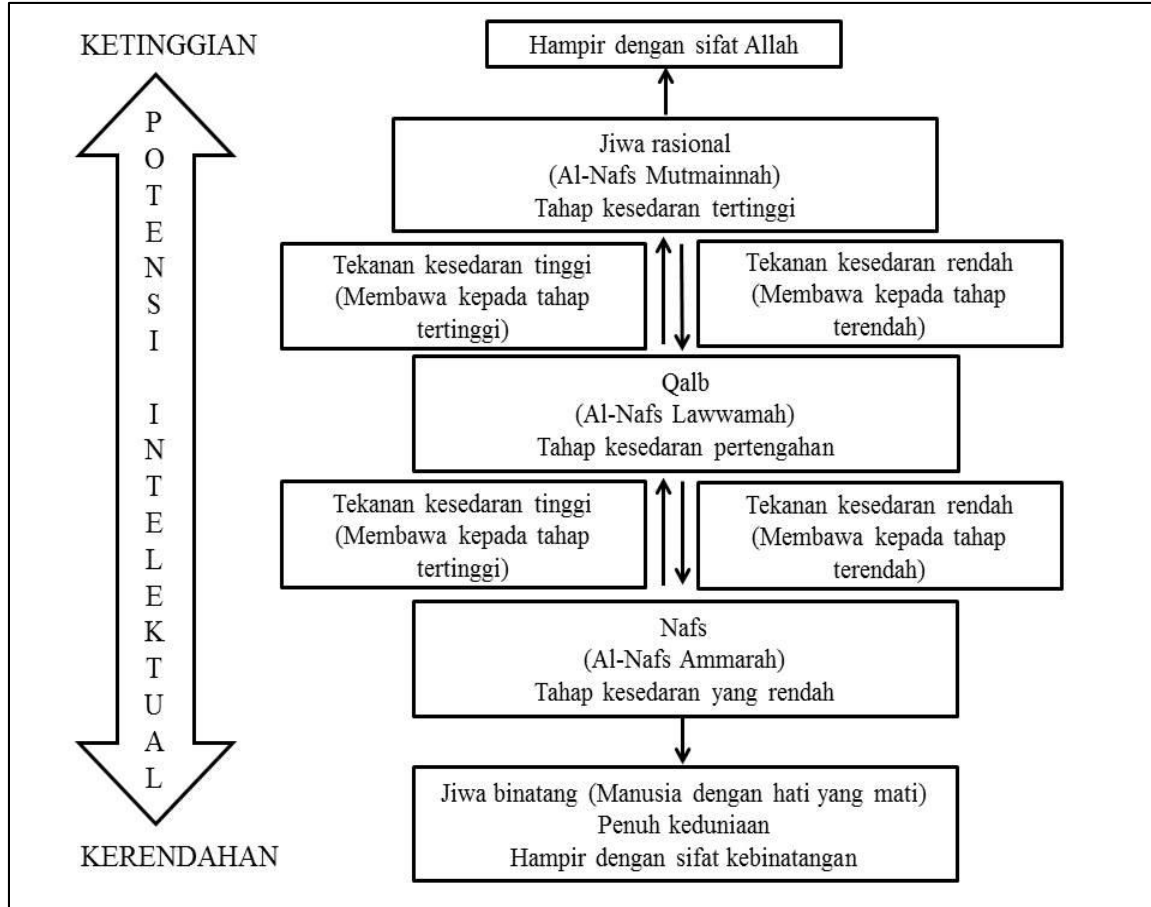 KETINGGIAN
POTENSI INTELEKTUAL
KERENDAHAN
Hampir dengan sifat Allah
Jiwa rasional
(Al-Nafs Mutmainnah)
Tahap kesedaran tertinggi
Tekanan kesedaran tinggi
(Membawa kepada tahap
tertinggi)
Tekanan kesedaran rendah
(Membawa kepada tahap
terendah)
Qalb
(Al-Nafs Lawwamah)
Tahap kesedaran pertengahan
Tekanan kesedaran tinggi
(Membawa kepada tahap
tertinggi)
Tekanan kesedaran rendah
(Membawa kepada tahap
terendah)
Nafs
(Al-Nafs Ammarah)
Tahap kesedaran yang rendah
Jiwa binatang (Manusia dengan hati yang mati)
Penuh keduniaan
Hampir dengan sifat kebinatangan